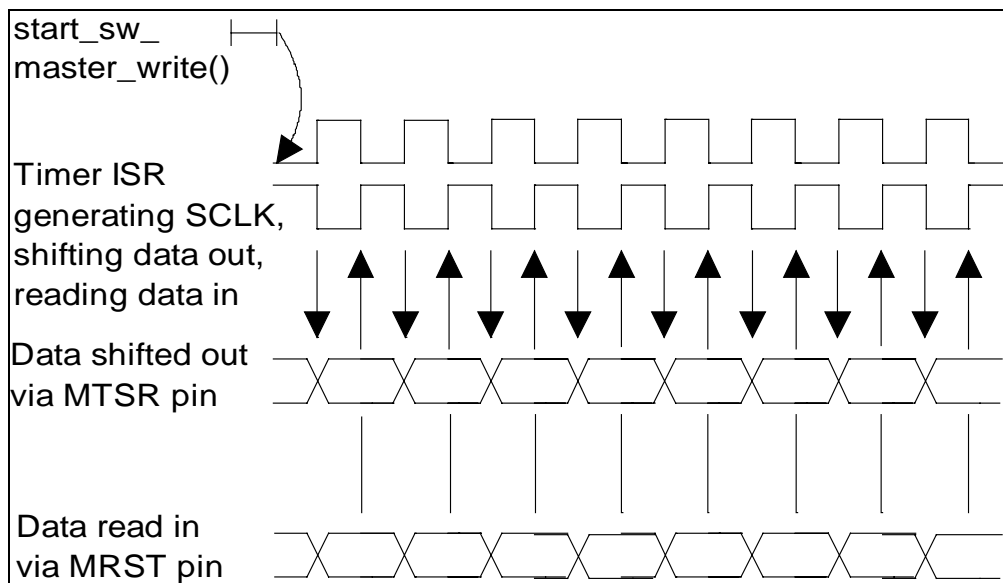 start_sw_
master_write()
Timer ISR
generating SCLK,
shifting data out,
reading data in
Data shifted out
via MTSR pin
Data read in
via MRST pin